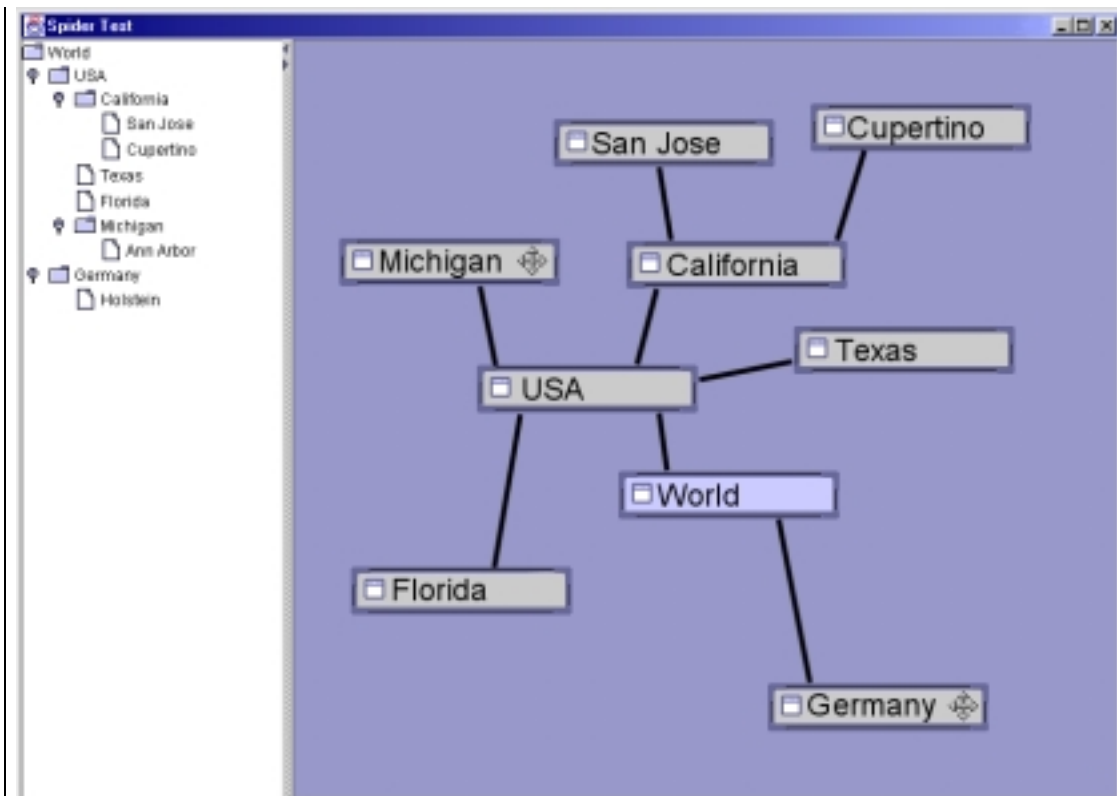 Spider Text
World
USA
California
San Jose
Cupertino
Texas
Florida
Michigan
Ann Arbor
Germany
Holstein
San Jose
Cupertino
Michigan
California
Texas
USA
World
Florida
Germany